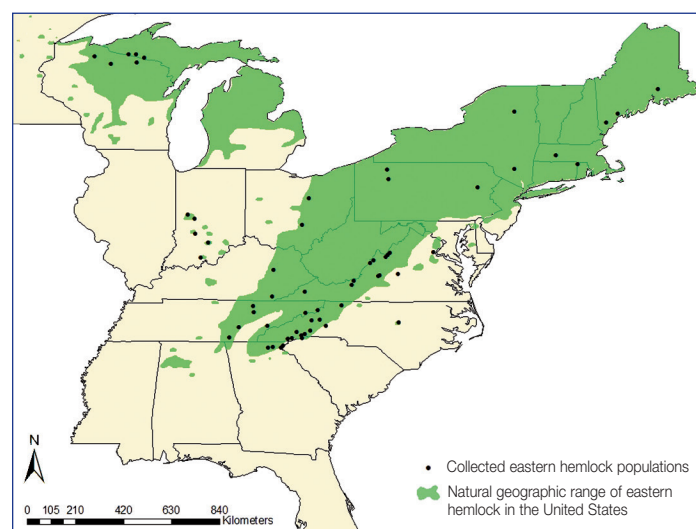 N
Collected eastern hemlock populations
Natural geographic range of eastern
hemlock in the United States
0 105 210 420 630 840
Kilometers